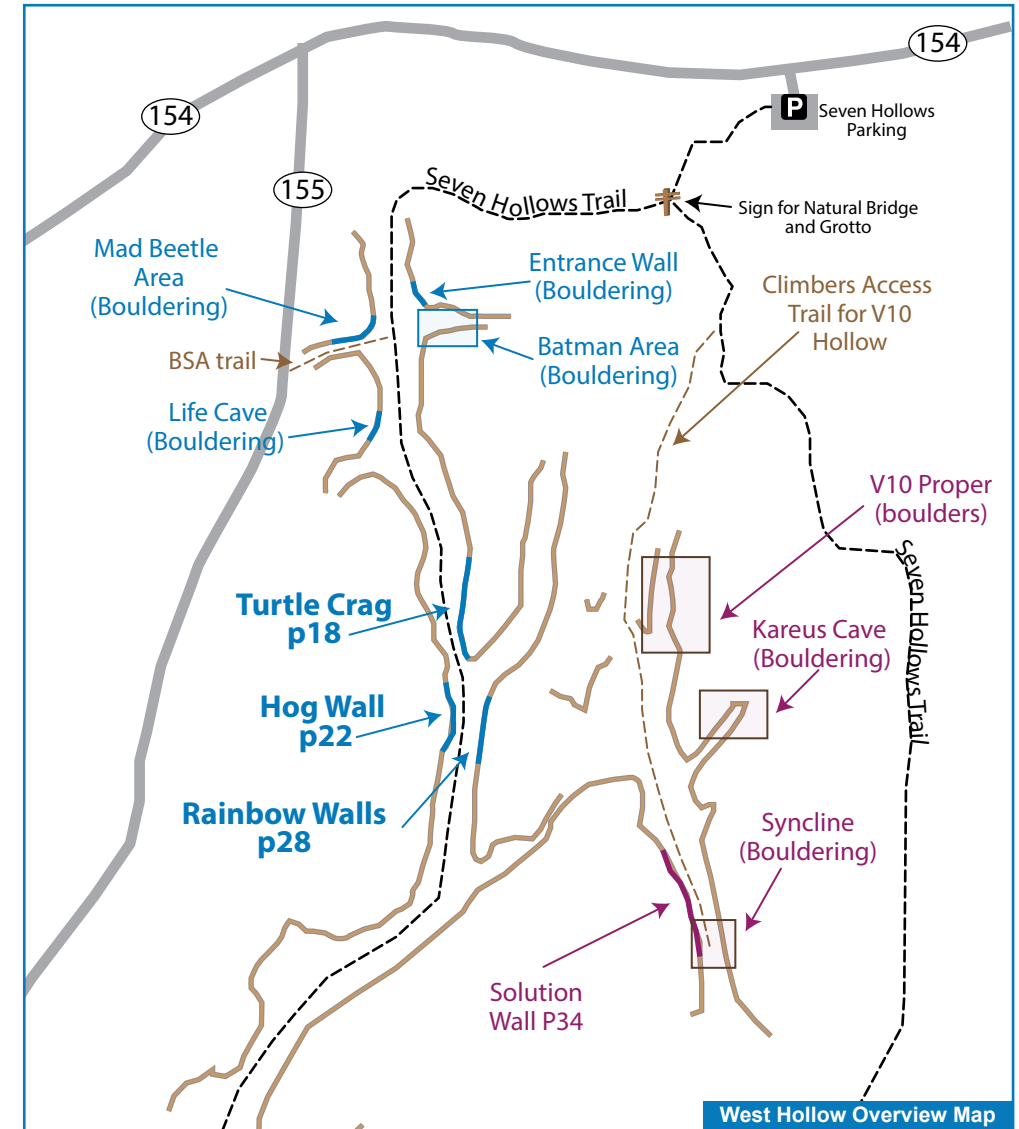 154
154
P
Seven Hollows
Parking
155
Seven Hollows Trail
Sign for Natural Bridge
and Grotto
Mad Beetle
Area
(Bouldering)
Entrance Wall
(Bouldering)
Climbers Access
Trail for V10
Hollow
BSA trail
Batman Area
(Bouldering)
Life Cave
(Bouldering)
V10 Proper
(boulders)
Seven Hollows Trail
Turtle Crag
p18
Kareus Cave
(Bouldering)
Hog Wall
p22
Rainbow Walls
p28
Syncline
(Bouldering)
Solution
Wall P34
West Hollow Overview Map